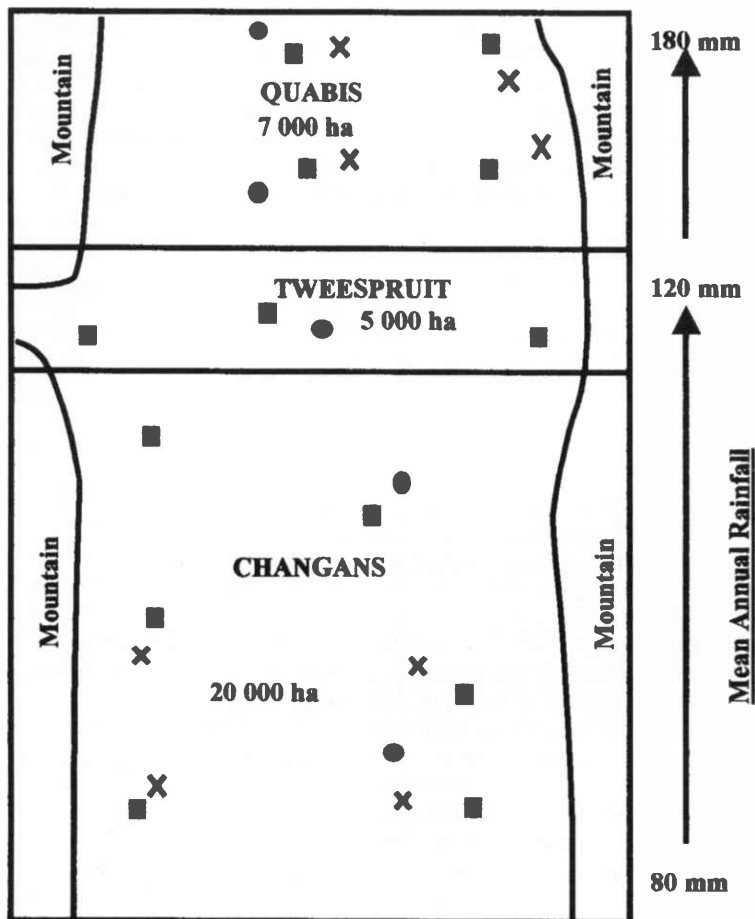 180 mm
Mountain
QUABIS
7 000 ha
Mountain
TWEESPRUIT
5 000 ha
120 mm
Mountain
CHANGANS
20 000 ha
Mountain
Mean Annual Rainfall
80 mm